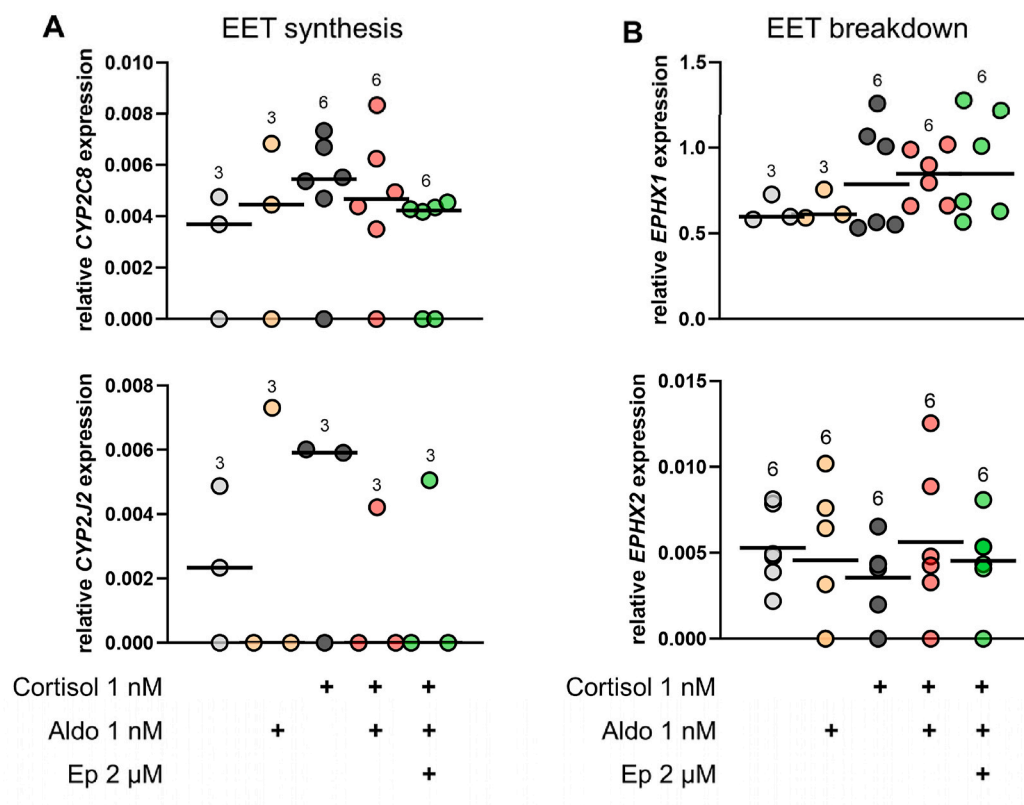 A
EET synthesis
relative CYP2C8 expression
0.010
0.008
0.006
0.004
0.002
0.000
3
3
6
6
6
relative CYP2J2 expression
0.008
0.006
0.004
0.002
0.000
3
3
3
3
3
Cortisol 1 nM + + +
Aldo 1 nM + + +
Ep 2 µM +
B
EET breakdown
relative EPHX1 expression
1.5
1.0
0.5
0.0
3
3
6
6
6
relative EPHX2 expression
0.015
0.010
0.005
0.000
6
6
6
6
6
Cortisol 1 nM + + +
Aldo 1 nM + + +
Ep 2 µM +